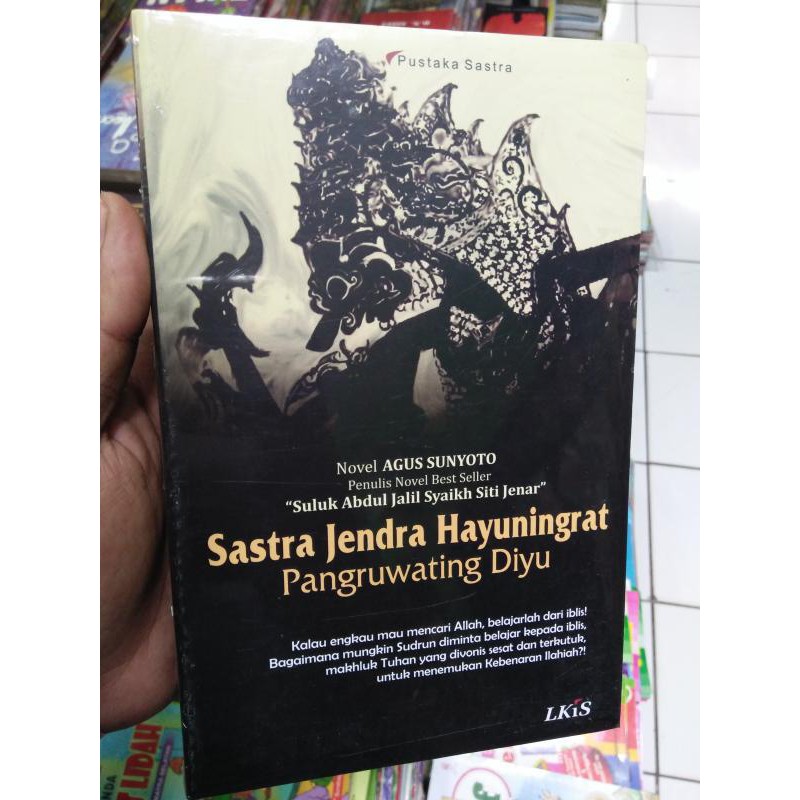 Pustaka Sastra
Novel AGUS SUNYOTO
Penulis Novel Best Seller
"Suluk Abdul Jalil Syaikh Siti Jenar"
Sastra Jendra Hayuningrat
Pangruwating Diyu
Kalau engkau mau mencari Allah, belajarlah dari iblis!
Bagaimana mungkin Sudrun diminta belajar kepada iblis,
makhluk Tuhan yang divonis sesat dan terkutuk,
untuk menemukan Kebenaran Ilahiah?!
LKiS
LIDAH